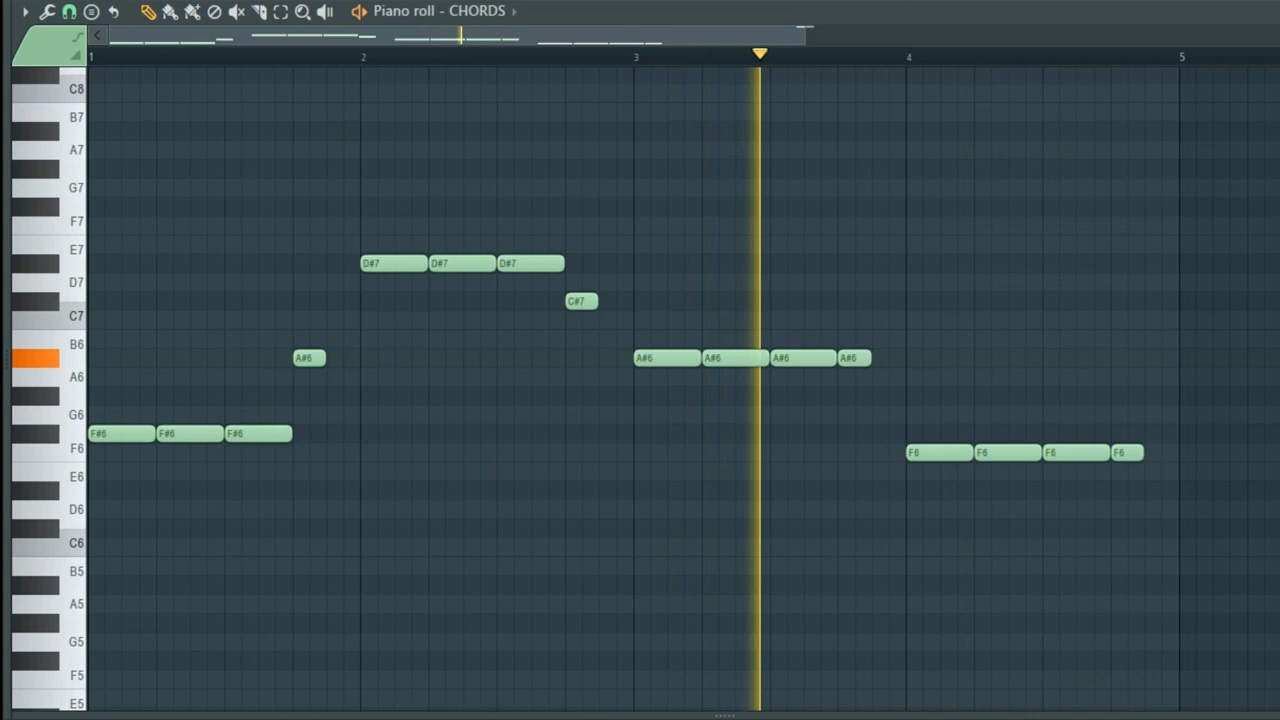 Piano roll - CHORDS
1 2 3 4 5
C8
B7
A7
G7
F7
E7
D#7 D#7 D#7
D7
C#7
C7
B6
A#6 A#6 A#6 A#6 A#6
A6
G6
F#6 F#6 F#6
F6 F6 F6 F6 F6
E6
D6
C6
B5
A5
G5
F5
E5